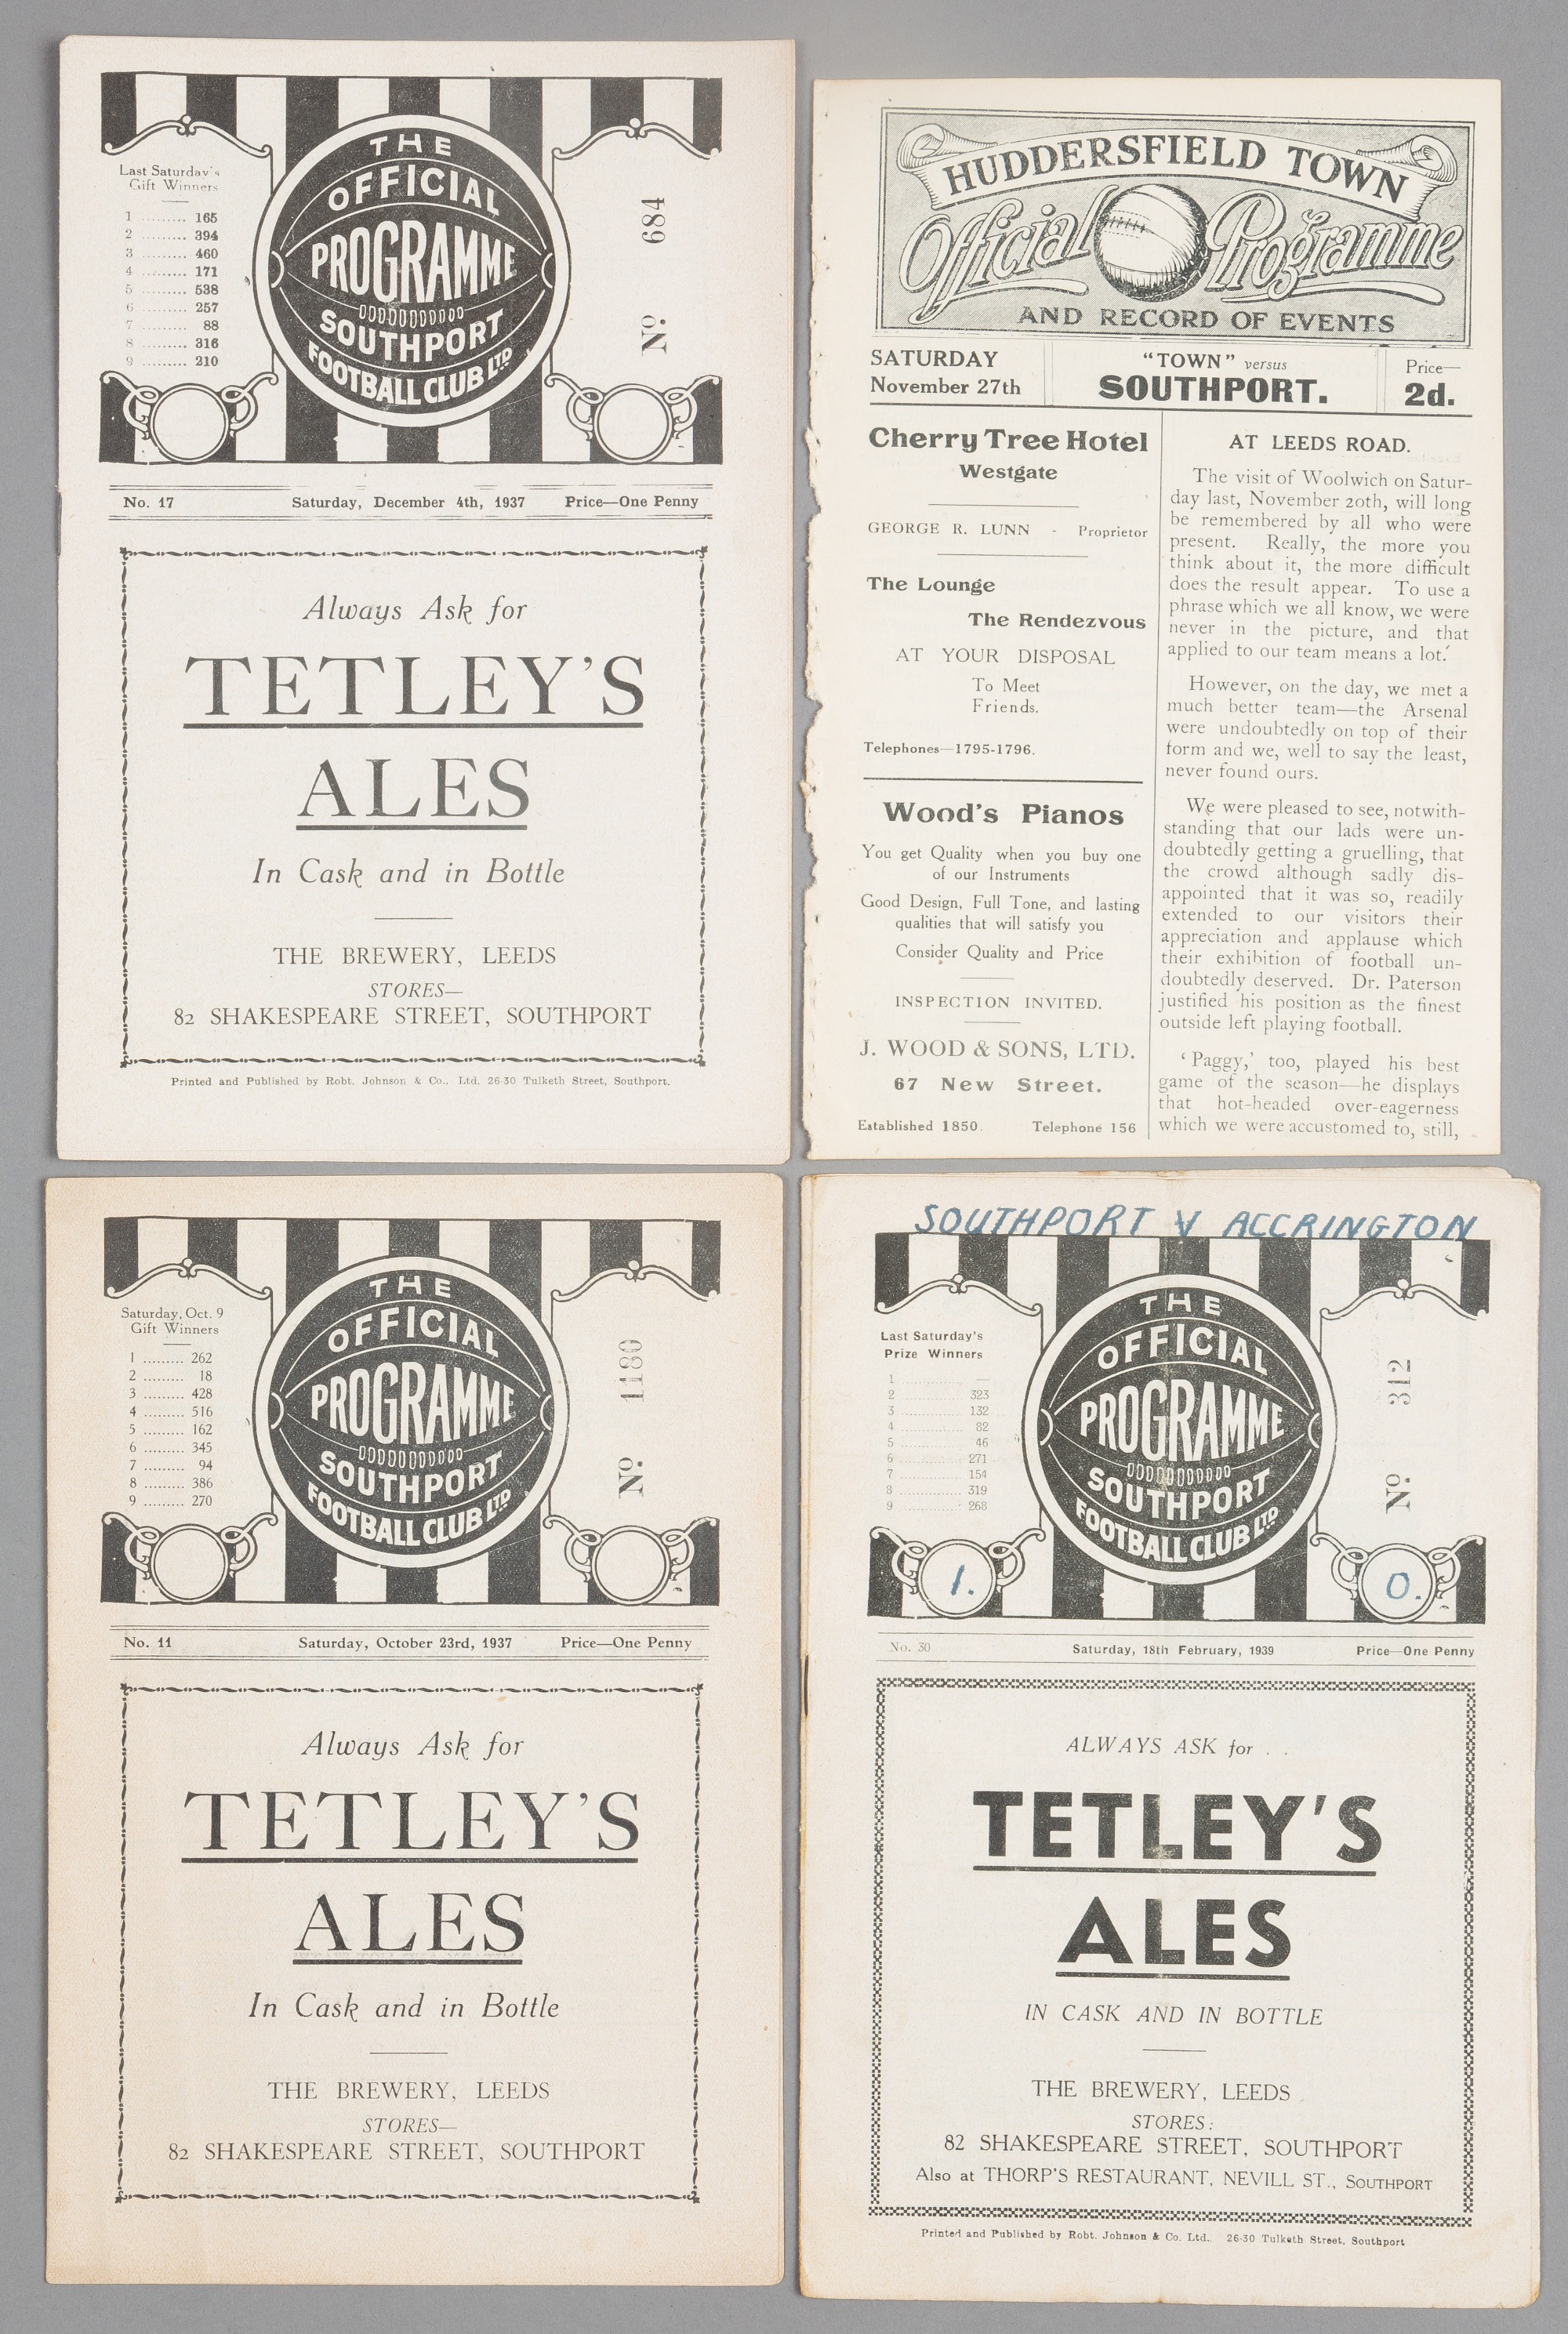 THE
OFFICIAL
PROGRAMME
SOUTHPORT
FOOTBALL CLUB LTD
Last Saturday's
Gift Winners
1 ......... 165
2 ......... 394
3 ......... 460
4 ......... 171
5 ......... 538
6 ......... 257
7 ......... 88
8 ......... 316
9 ......... 210
No. 684
No. 17 Saturday, December 4th, 1937 Price—One Penny
Always Ask for
TETLEY'S
ALES
In Cask and in Bottle
THE BREWERY, LEEDS
STORES—
82 SHAKESPEARE STREET, SOUTHPORT
Printed and Published by Robt. Johnson & Co., Ltd. 26-30 Tulketh Street, Southport.
HUDDERSFIELD TOWN
Official Programme
AND RECORD OF EVENTS
SATURDAY
November 27th
"TOWN" versus
SOUTHPORT.
Price—
2d.
Cherry Tree Hotel
Westgate
GEORGE R. LUNN - Proprietor
The Lounge
The Rendezvous
AT YOUR DISPOSAL
To Meet
Friends.
Telephones—1795-1796.
Wood's Pianos
You get Quality when you buy one
of our Instruments
Good Design, Full Tone, and lasting
qualities that will satisfy you
Consider Quality and Price
INSPECTION INVITED.
J. WOOD & SONS, LTD.
67 New Street.
Established 1850. Telephone 156
AT LEEDS ROAD.
The visit of Woolwich on Satur-
day last, November 20th, will long
be remembered by all who were
present. Really, the more you
think about it, the more difficult
does the result appear. To use a
phrase which we all know, we were
never in the picture, and that
applied to our team means a lot.'
However, on the day, we met a
much better team—the Arsenal
were undoubtedly on top of their
form and we, well to say the least,
never found ours.
We were pleased to see, notwith-
standing that our lads were un-
doubtedly getting a gruelling, that
the crowd although sadly dis-
appointed that it was so, readily
extended to our visitors their
appreciation and applause which
their exhibition of football un-
doubtedly deserved. Dr. Paterson
justified his position as the finest
outside left playing football.
'Paggy,' too, played his best
game of the season—he displays
that hot-headed over-eagerness
which we were accustomed to, still,
THE
OFFICIAL
PROGRAMME
SOUTHPORT
FOOTBALL CLUB LTD
Saturday, Oct. 9
Gift Winners
1 ......... 262
2 ......... 18
3 ......... 428
4 ......... 516
5 ......... 162
6 ......... 345
7 ......... 94
8 ......... 386
9 ......... 270
No. 1180
No. 11 Saturday, October 23rd, 1937 Price—One Penny
Always Ask for
TETLEY'S
ALES
In Cask and in Bottle
THE BREWERY, LEEDS
STORES—
82 SHAKESPEARE STREET, SOUTHPORT
SOUTHPORT V ACCRINGTON
THE
OFFICIAL
PROGRAMME
SOUTHPORT
FOOTBALL CLUB LTD
Last Saturday's
Prize Winners
1 ............... —
2 ............... 323
3 ............... 132
4 ............... 82
5 ............... 46
6 ............... 271
7 ............... 154
8 ............... 319
9 ............... 268
No. 312
1. 0.
No. 30 Saturday, 18th February, 1939 Price—One Penny
ALWAYS ASK for . .
TETLEY'S
ALES
IN CASK AND IN BOTTLE
THE BREWERY, LEEDS
STORES:
82 SHAKESPEARE STREET, SOUTHPORT
Also at THORP'S RESTAURANT, NEVILL ST., SOUTHPORT
Printed and Published by Robt. Johnson & Co. Ltd., 26-30 Tulketh Street, Southport